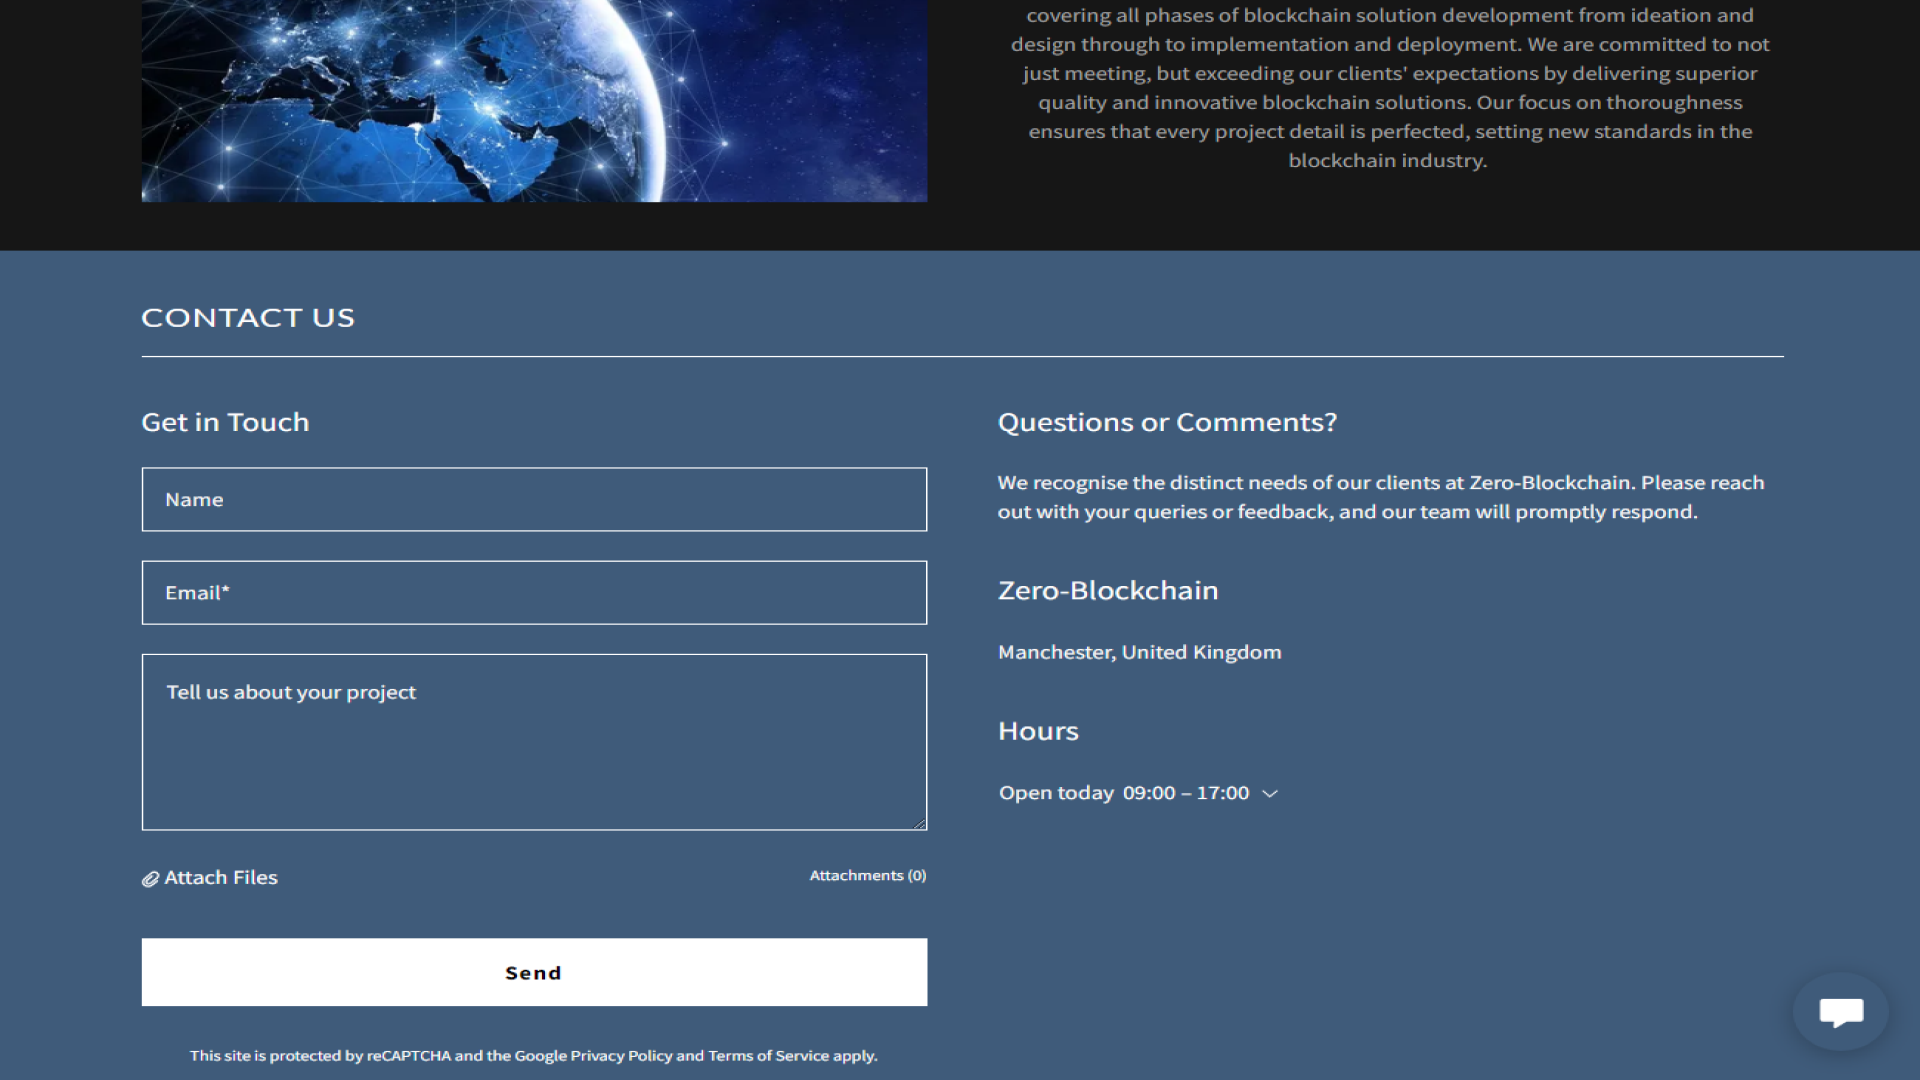 covering all phases of blockchain solution development from ideation and
design through to implementation and deployment. We are committed to not
just meeting, but exceeding our clients' expectations by delivering superior
quality and innovative blockchain solutions. Our focus on thoroughness
ensures that every project detail is perfected, setting new standards in the
blockchain industry.
CONTACT US
Get in Touch
Name
Email*
Tell us about your project
Attach Files
Attachments (0)
Send
This site is protected by reCAPTCHA and the Google Privacy Policy and Terms of Service apply.
Questions or Comments?
We recognise the distinct needs of our clients at Zero-Blockchain. Please reach
out with your queries or feedback, and our team will promptly respond.
Zero-Blockchain
Manchester, United Kingdom
Hours
Open today 09:00 – 17:00